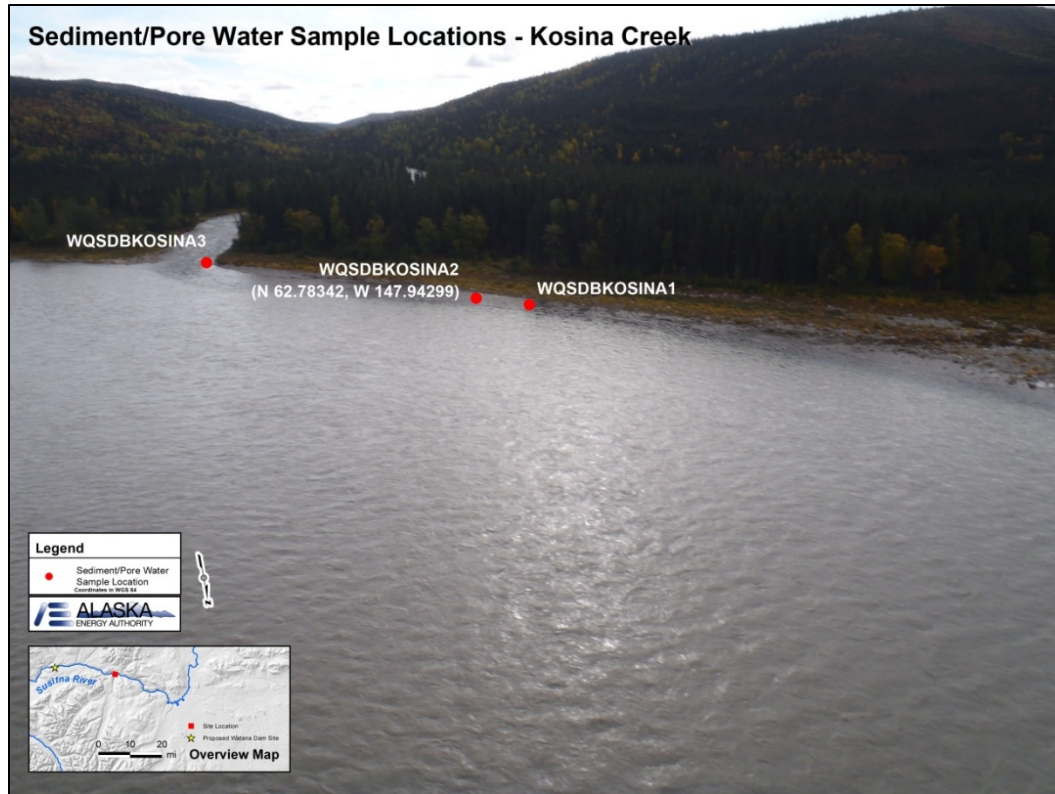 Sediment/Pore Water Sample Locations - Kosina Creek
WQSDBKOSINA3
WQSDBKOSINA2
(N 62.78342, W 147.94299)
WQSDBKOSINA1
Legend
Sediment/Pore Water
Sample Location
Coordinates in WGS 84
ALASKA
ENERGY AUTHORITY
N
Susitna River
Site Location
Proposed Watana Dam Site
0 10 20
mi
Overview Map